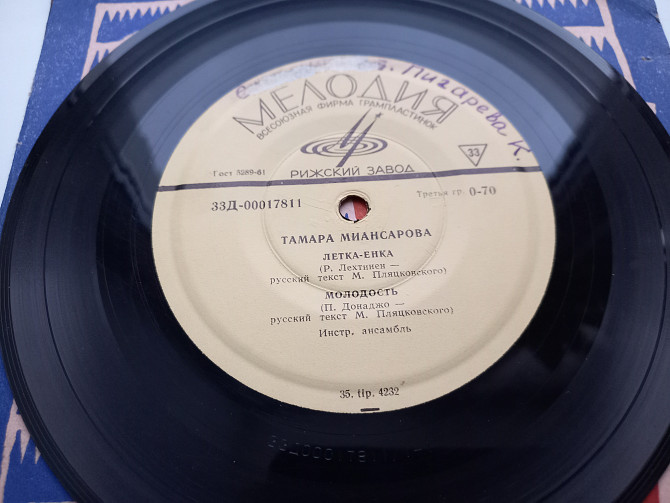 Пигарева К.
МЕЛОДИЯ
ВСЕСОЮЗНАЯ ФИРМА ГРАМПЛАСТИНОК
33
Гост 5289-61
РИЖСКИЙ ЗАВОД
33Д-00017811
Третья гр. 0-70
ТАМАРА МИАНСАРОВА
ЛЕТКА-ЕНКА
(Р. Лехтинен —
русский текст М. Пляцковского)
МОЛОДОСТЬ
(П. Донаджо —
русский текст М. Пляцковского)
Инстр. ансамбль
35. tip. 4232